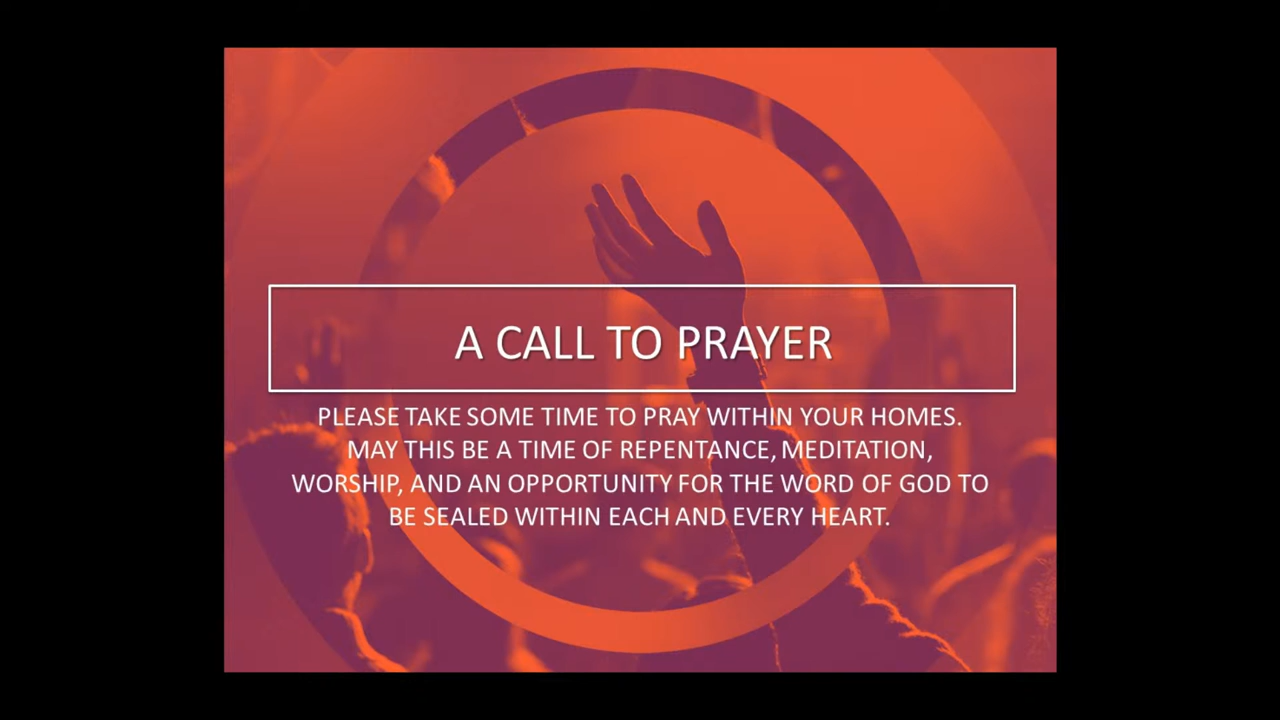 A CALL TO PRAYER
PLEASE TAKE SOME TIME TO PRAY WITHIN YOUR HOMES.
MAY THIS BE A TIME OF REPENTANCE, MEDITATION,
WORSHIP, AND AN OPPORTUNITY FOR THE WORD OF GOD TO
BE SEALED WITHIN EACH AND EVERY HEART.